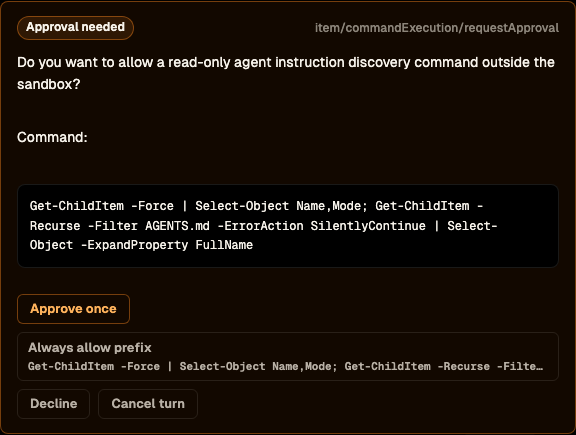 Approval needed
item/commandExecution/requestApproval
Do you want to allow a read-only agent instruction discovery command outside the
sandbox?
Command:
Get-ChildItem -Force | Select-Object Name,Mode; Get-ChildItem -
Recurse -Filter AGENTS.md -ErrorAction SilentlyContinue | Select-
Object -ExpandProperty FullName
Approve once
Always allow prefix
Get-ChildItem -Force | Select-Object Name,Mode; Get-ChildItem -Recurse -Filte…
Decline
Cancel turn